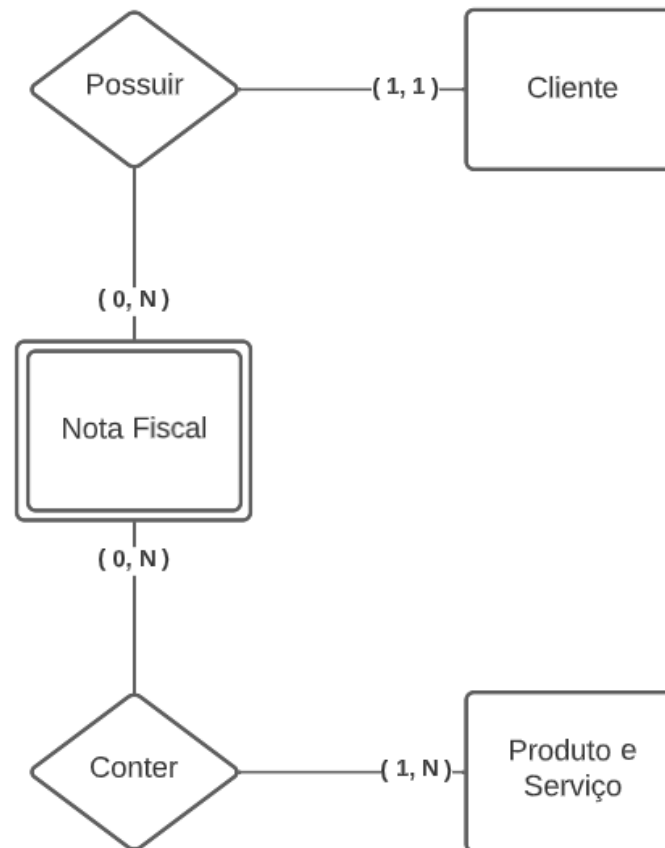 Possuir
( 1, 1 )
Cliente
( 0, N )
Nota Fiscal
( 0, N )
Conter
( 1, N )
Produto e
Serviço